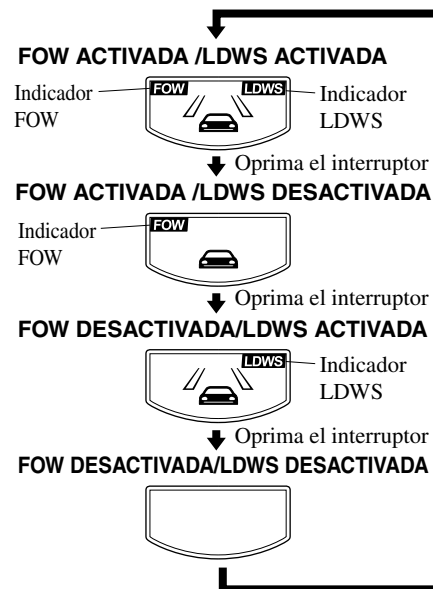 FOW ACTIVADA /LDWS ACTIVADA
Indicador
FOW
FOW
LDWS
Indicador
LDWS
Oprima el interruptor
FOW ACTIVADA /LDWS DESACTIVADA
Indicador
FOW
FOW
Oprima el interruptor
FOW DESACTIVADA/LDWS ACTIVADA
LDWS
Indicador
LDWS
Oprima el interruptor
FOW DESACTIVADA/LDWS DESACTIVADA